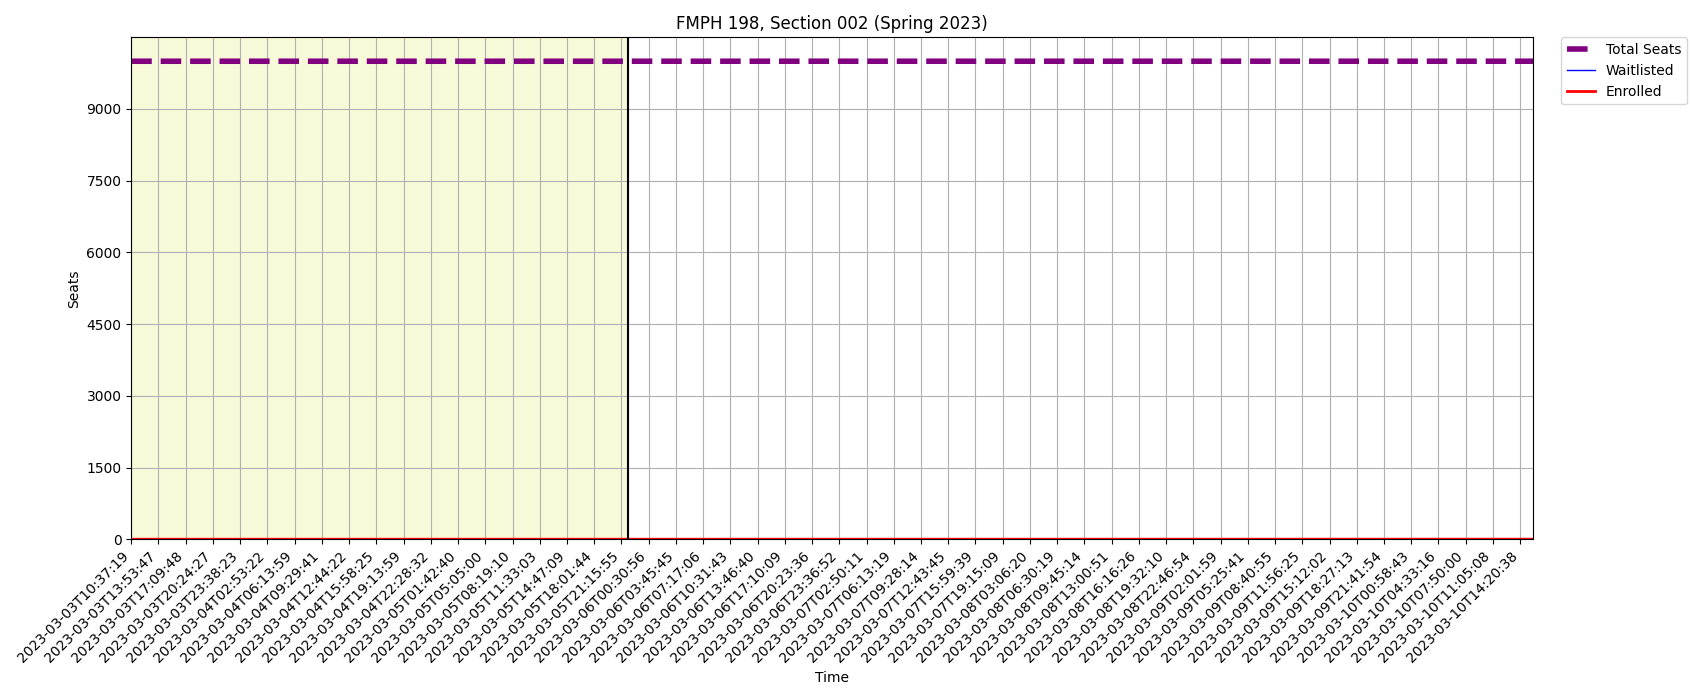 FMPH 198, Section 002 (Spring 2023)
Total Seats
Waitlisted
Enrolled
Seats
9000
7500
6000
4500
3000
1500
0
2023-03-03T10:37:19
2023-03-03T13:53:47
2023-03-03T17:09:48
2023-03-03T20:24:27
2023-03-03T23:38:23
2023-03-04T02:53:22
2023-03-04T06:13:59
2023-03-04T09:29:41
2023-03-04T12:44:22
2023-03-04T15:58:25
2023-03-04T19:13:59
2023-03-04T22:28:32
2023-03-05T01:42:40
2023-03-05T05:05:00
2023-03-05T08:19:10
2023-03-05T11:33:03
2023-03-05T14:47:09
2023-03-05T18:01:44
2023-03-05T21:15:55
2023-03-06T00:30:56
2023-03-06T03:45:45
2023-03-06T07:17:06
2023-03-06T10:31:43
2023-03-06T13:46:40
2023-03-06T17:10:09
2023-03-06T20:23:36
2023-03-06T23:36:52
2023-03-07T02:50:11
2023-03-07T06:13:19
2023-03-07T09:28:14
2023-03-07T12:43:45
2023-03-07T15:59:39
2023-03-07T19:15:09
2023-03-08T03:06:20
2023-03-08T06:30:19
2023-03-08T09:45:14
2023-03-08T13:00:51
2023-03-08T16:16:26
2023-03-08T19:32:10
2023-03-08T22:46:54
2023-03-09T02:01:59
2023-03-09T05:25:41
2023-03-09T08:40:55
2023-03-09T11:56:25
2023-03-09T15:12:02
2023-03-09T18:27:13
2023-03-09T21:41:54
2023-03-10T00:58:43
2023-03-10T04:33:16
2023-03-10T07:50:00
2023-03-10T11:05:08
2023-03-10T14:20:38
Time